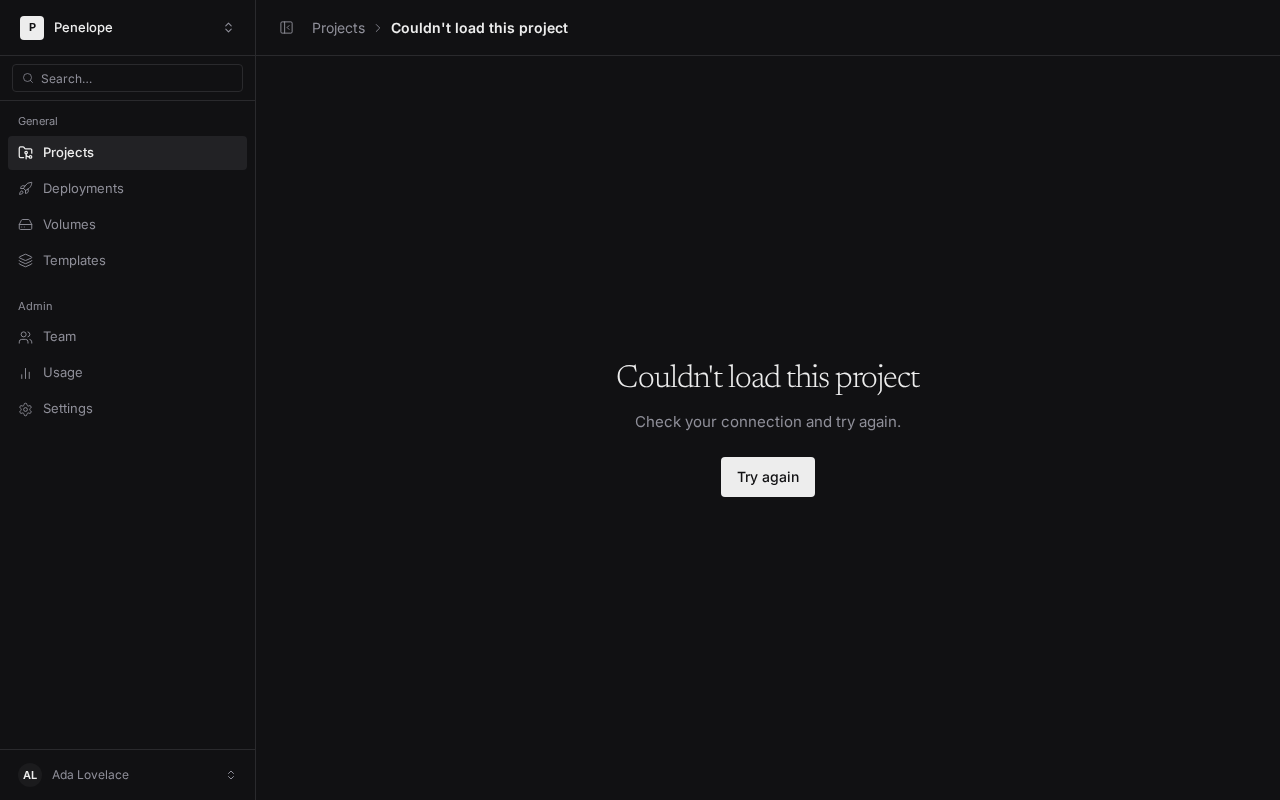 P Penelope
Projects Couldn't load this project
Search...
General
Projects
Deployments
Volumes
Templates
Admin
Team
Usage
Settings
Couldn't load this project
Check your connection and try again.
Try again
AL Ada Lovelace